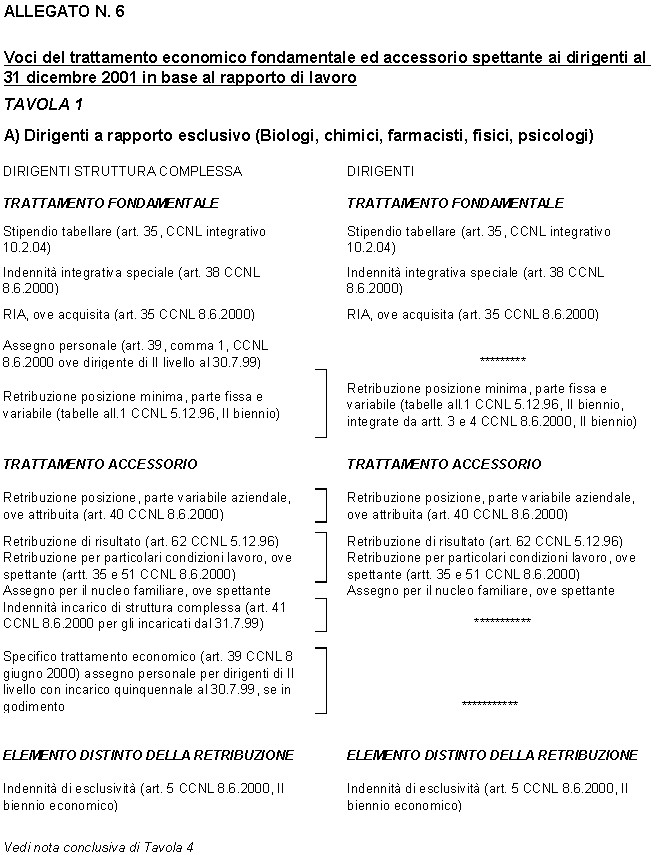 ALLEGATO N. 6
Voci del trattamento economico fondamentale ed accessorio spettante ai dirigenti al
31 dicembre 2001 in base al rapporto di lavoro
TAVOLA 1
A) Dirigenti a rapporto esclusivo (Biologi, chimici, farmacisti, fisici, psicologi)
DIRIGENTI STRUTTURA COMPLESSA
TRATTAMENTO FONDAMENTALE
Stipendio tabellare (art. 35, CCNL integrativo
10.2.04)
Indennità integrativa speciale (art. 38 CCNL
8.6.2000)
RIA, ove acquisita (art. 35 CCNL 8.6.2000)
Assegno personale (art. 39, comma 1, CCNL
8.6.2000 ove dirigente di II livello al 30.7.99)
Retribuzione posizione minima, parte fissa e
variabile (tabelle all.1 CCNL 5.12.96, II biennio)
TRATTAMENTO ACCESSORIO
Retribuzione posizione, parte variabile aziendale,
ove attribuita (art. 40 CCNL 8.6.2000)
Retribuzione di risultato (art. 62 CCNL 5.12.96)
Retribuzione per particolari condizioni lavoro, ove
spettante (artt. 35 e 51 CCNL 8.6.2000)
Assegno per il nucleo familiare, ove spettante
Indennità incarico di struttura complessa (art. 41
CCNL 8.6.2000 per gli incaricati dal 31.7.99)
Specifico trattamento economico (art. 39 CCNL 8
giugno 2000) assegno personale per dirigenti di II
livello con incarico quinquennale al 30.7.99, se in
godimento
ELEMENTO DISTINTO DELLA RETRIBUZIONE
Indennità di esclusività (art. 5 CCNL 8.6.2000, II
biennio economico)
DIRIGENTI
TRATTAMENTO FONDAMENTALE
Stipendio tabellare (art. 35, CCNL integrativo
10.2.04)
Indennità integrativa speciale (art. 38 CCNL
8.6.2000)
RIA, ove acquisita (art. 35 CCNL 8.6.2000)
*********
Retribuzione posizione minima, parte fissa e
variabile (tabelle all.1 CCNL 5.12.96, II biennio,
integrate da artt. 3 e 4 CCNL 8.6.2000, II biennio)
TRATTAMENTO ACCESSORIO
Retribuzione posizione, parte variabile aziendale,
ove attribuita (art. 40 CCNL 8.6.2000)
Retribuzione di risultato (art. 62 CCNL 5.12.96)
Retribuzione per particolari condizioni lavoro, ove
spettante (artt. 35 e 51 CCNL 8.6.2000)
Assegno per il nucleo familiare, ove spettante
***********
***********
ELEMENTO DISTINTO DELLA RETRIBUZIONE
Indennità di esclusività (art. 5 CCNL 8.6.2000, II
biennio economico)
Vedi nota conclusiva di Tavola 4